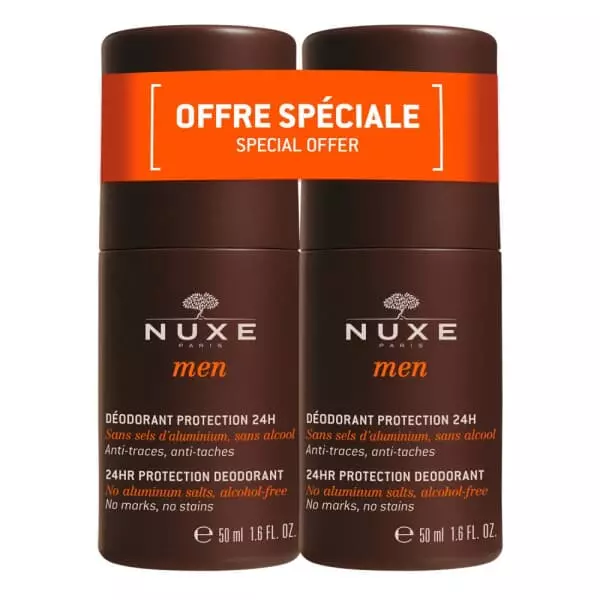 OFFRE SPÉCIALE
SPECIAL OFFER
NUXE
PARIS
men
DÉODORANT PROTECTION 24H
Sans sels d'aluminium, sans alcool
Anti-traces, anti-taches
24HR PROTECTION DEODORANT
No aluminum salts, alcohol-free
No marks, no stains
℮ 50 ml 1.6 FL. OZ.
NUXE
PARIS
men
DÉODORANT PROTECTION 24H
Sans sels d'aluminium, sans alcool
Anti-traces, anti-taches
24HR PROTECTION DEODORANT
No aluminum salts, alcohol-free
No marks, no stains
℮ 50 ml 1.6 FL. OZ.